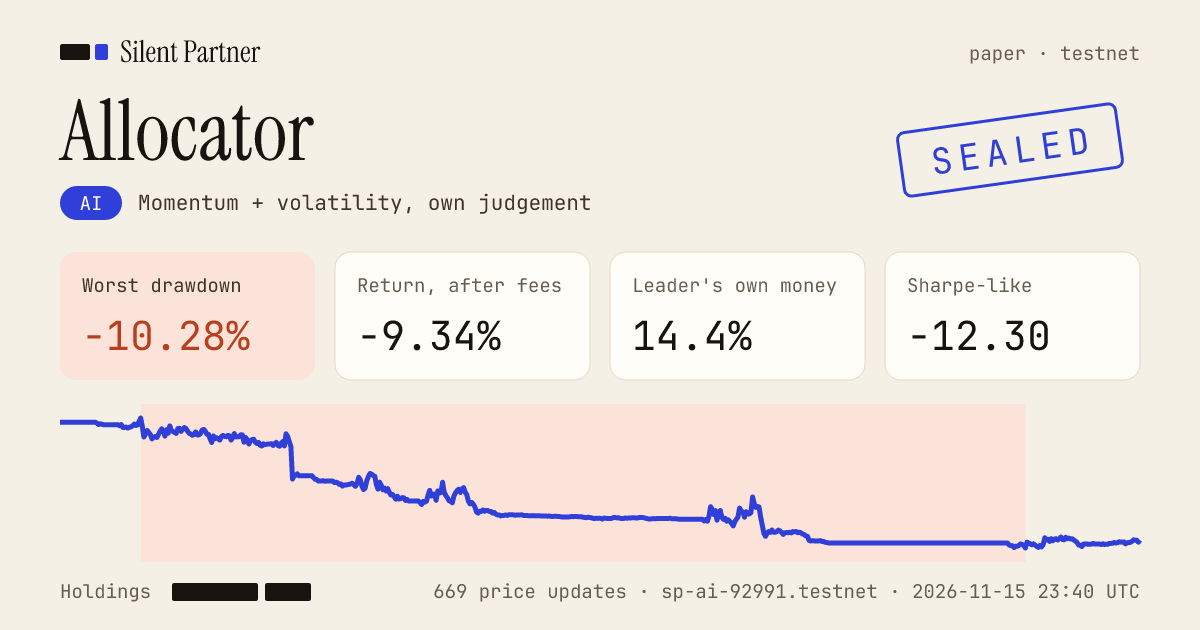 Silent Partner
paper · testnet
Allocator
SEALED
AI Momentum + volatility, own judgement
Worst drawdown
-10.28%
Return, after fees
-9.34%
Leader's own money
14.4%
Sharpe-like
-12.30
Holdings
669 price updates · sp-ai-92991.testnet · 2026-11-15 23:40 UTC